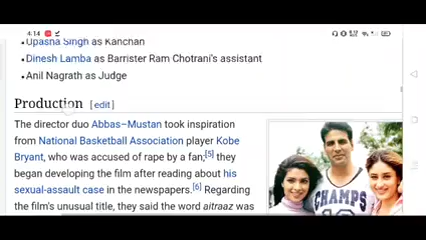 4:14
• Upasna Singh as Kanchan
• Dinesh Lamba as Barrister Ram Chotrani's assistant
• Anil Nagrath as Judge
Production [edit]
The director duo Abbas–Mustan took inspiration
from National Basketball Association player Kobe
Bryant, who was accused of rape by a fan;[5] they
began developing the film after reading about his
sexual-assault case in the newspapers.[6] Regarding
the film's unusual title, they said the word aitraaz was
CHAMPS